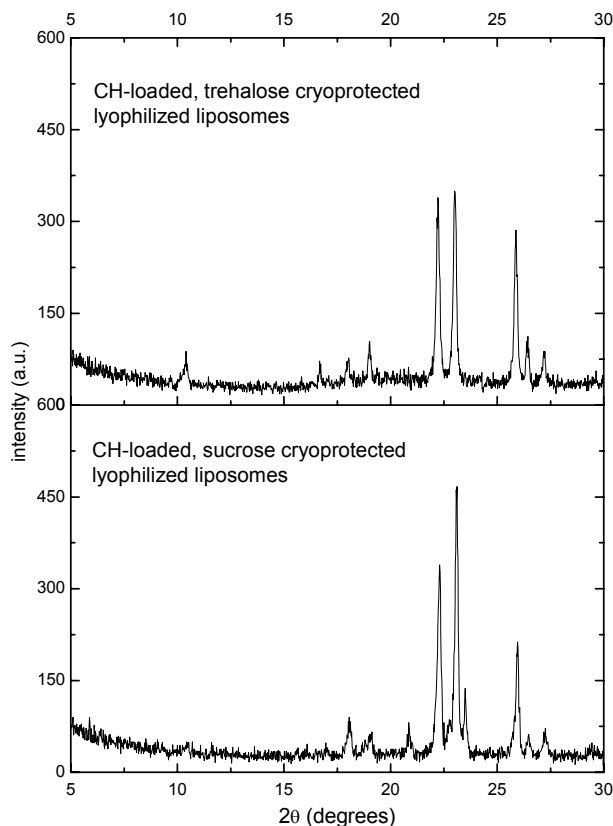 5 10 15 20 25 30
600
CH-loaded, trehalose cryoprotected
lyophilized liposomes
450
300
150
0
intensity (a.u.)
600
CH-loaded, sucrose cryoprotected
lyophilized liposomes
450
300
150
0
5 10 15 20 25 30
2θ (degrees)